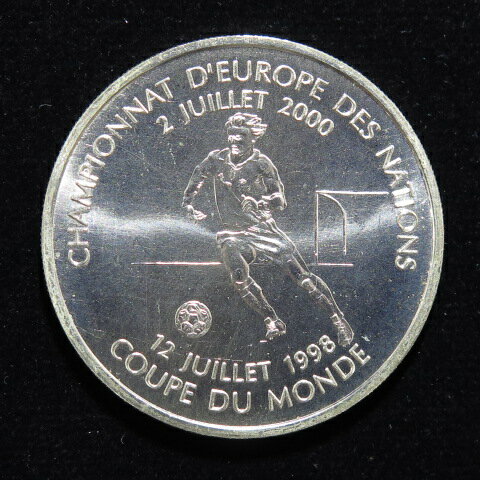 CHAMPIONNAT D'EUROPE DES NATIONS
2 JUILLET 2000
12 JUILLET 1998
COUPE DU MONDE